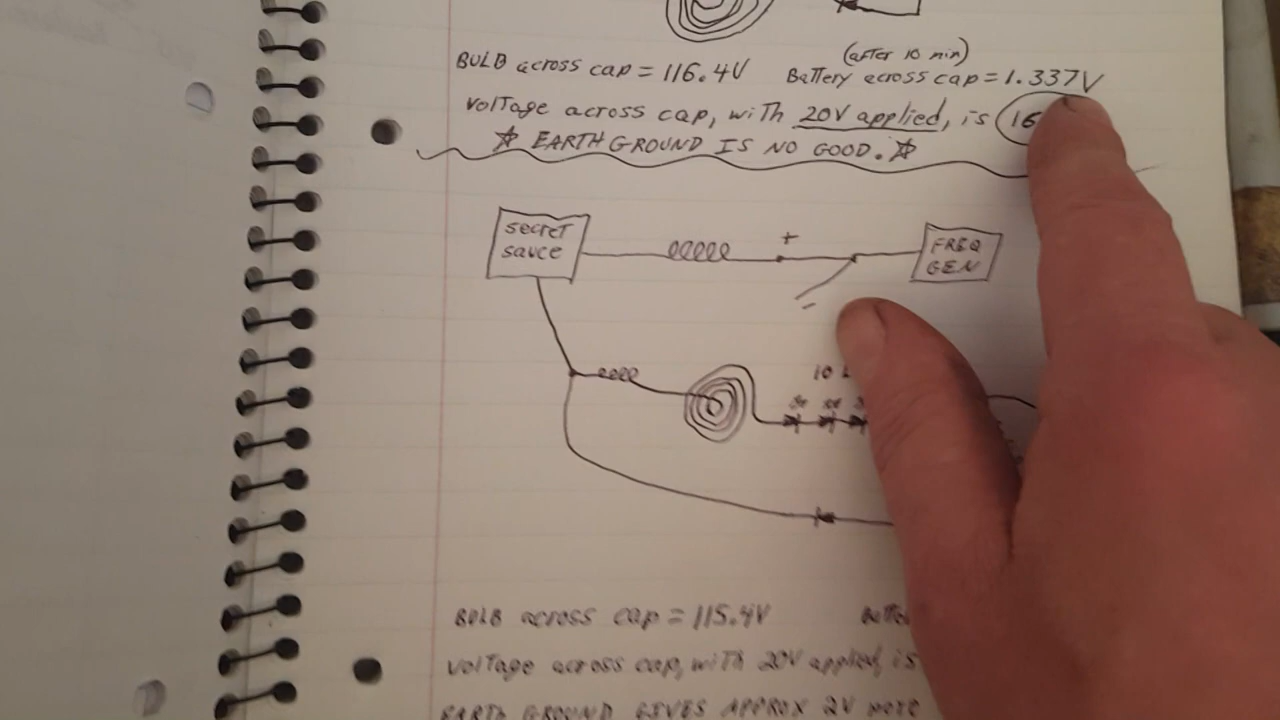 (after 10 min)
BULB across cap = 116.4V Battery across cap = 1.337V
voltage across cap, with 20V applied, is 16
☆ EARTH GROUND IS NO GOOD. ☆
secret
sauce
+
FREQ
GEN
-
10
BULB across cap = 115.4V
voltage across cap, with 20V applied, is
EARTH GROUND GIVES APPROX 2V more